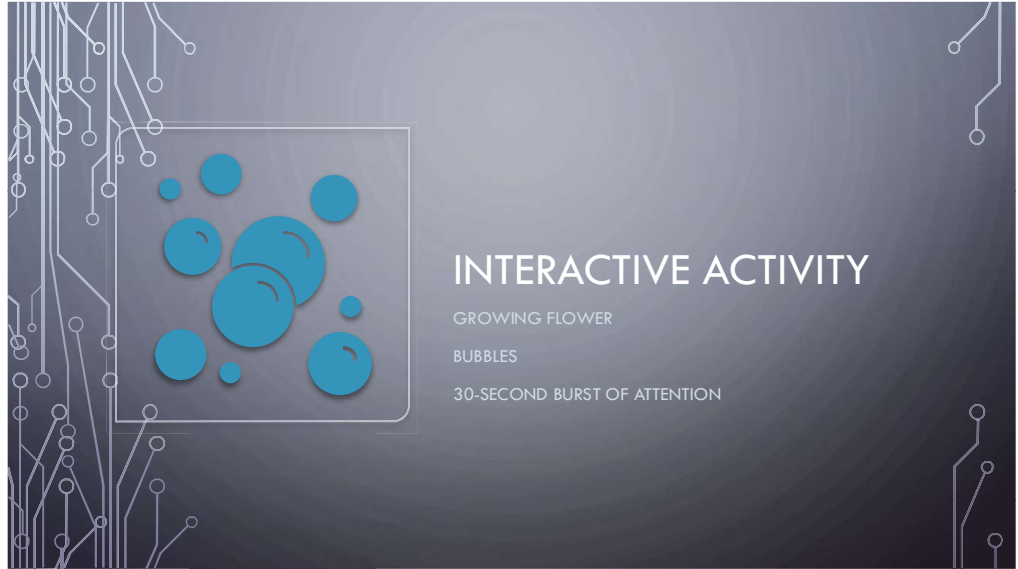 INTERACTIVE ACTIVITY
GROWING FLOWER
BUBBLES
30-SECOND BURST OF ATTENTION